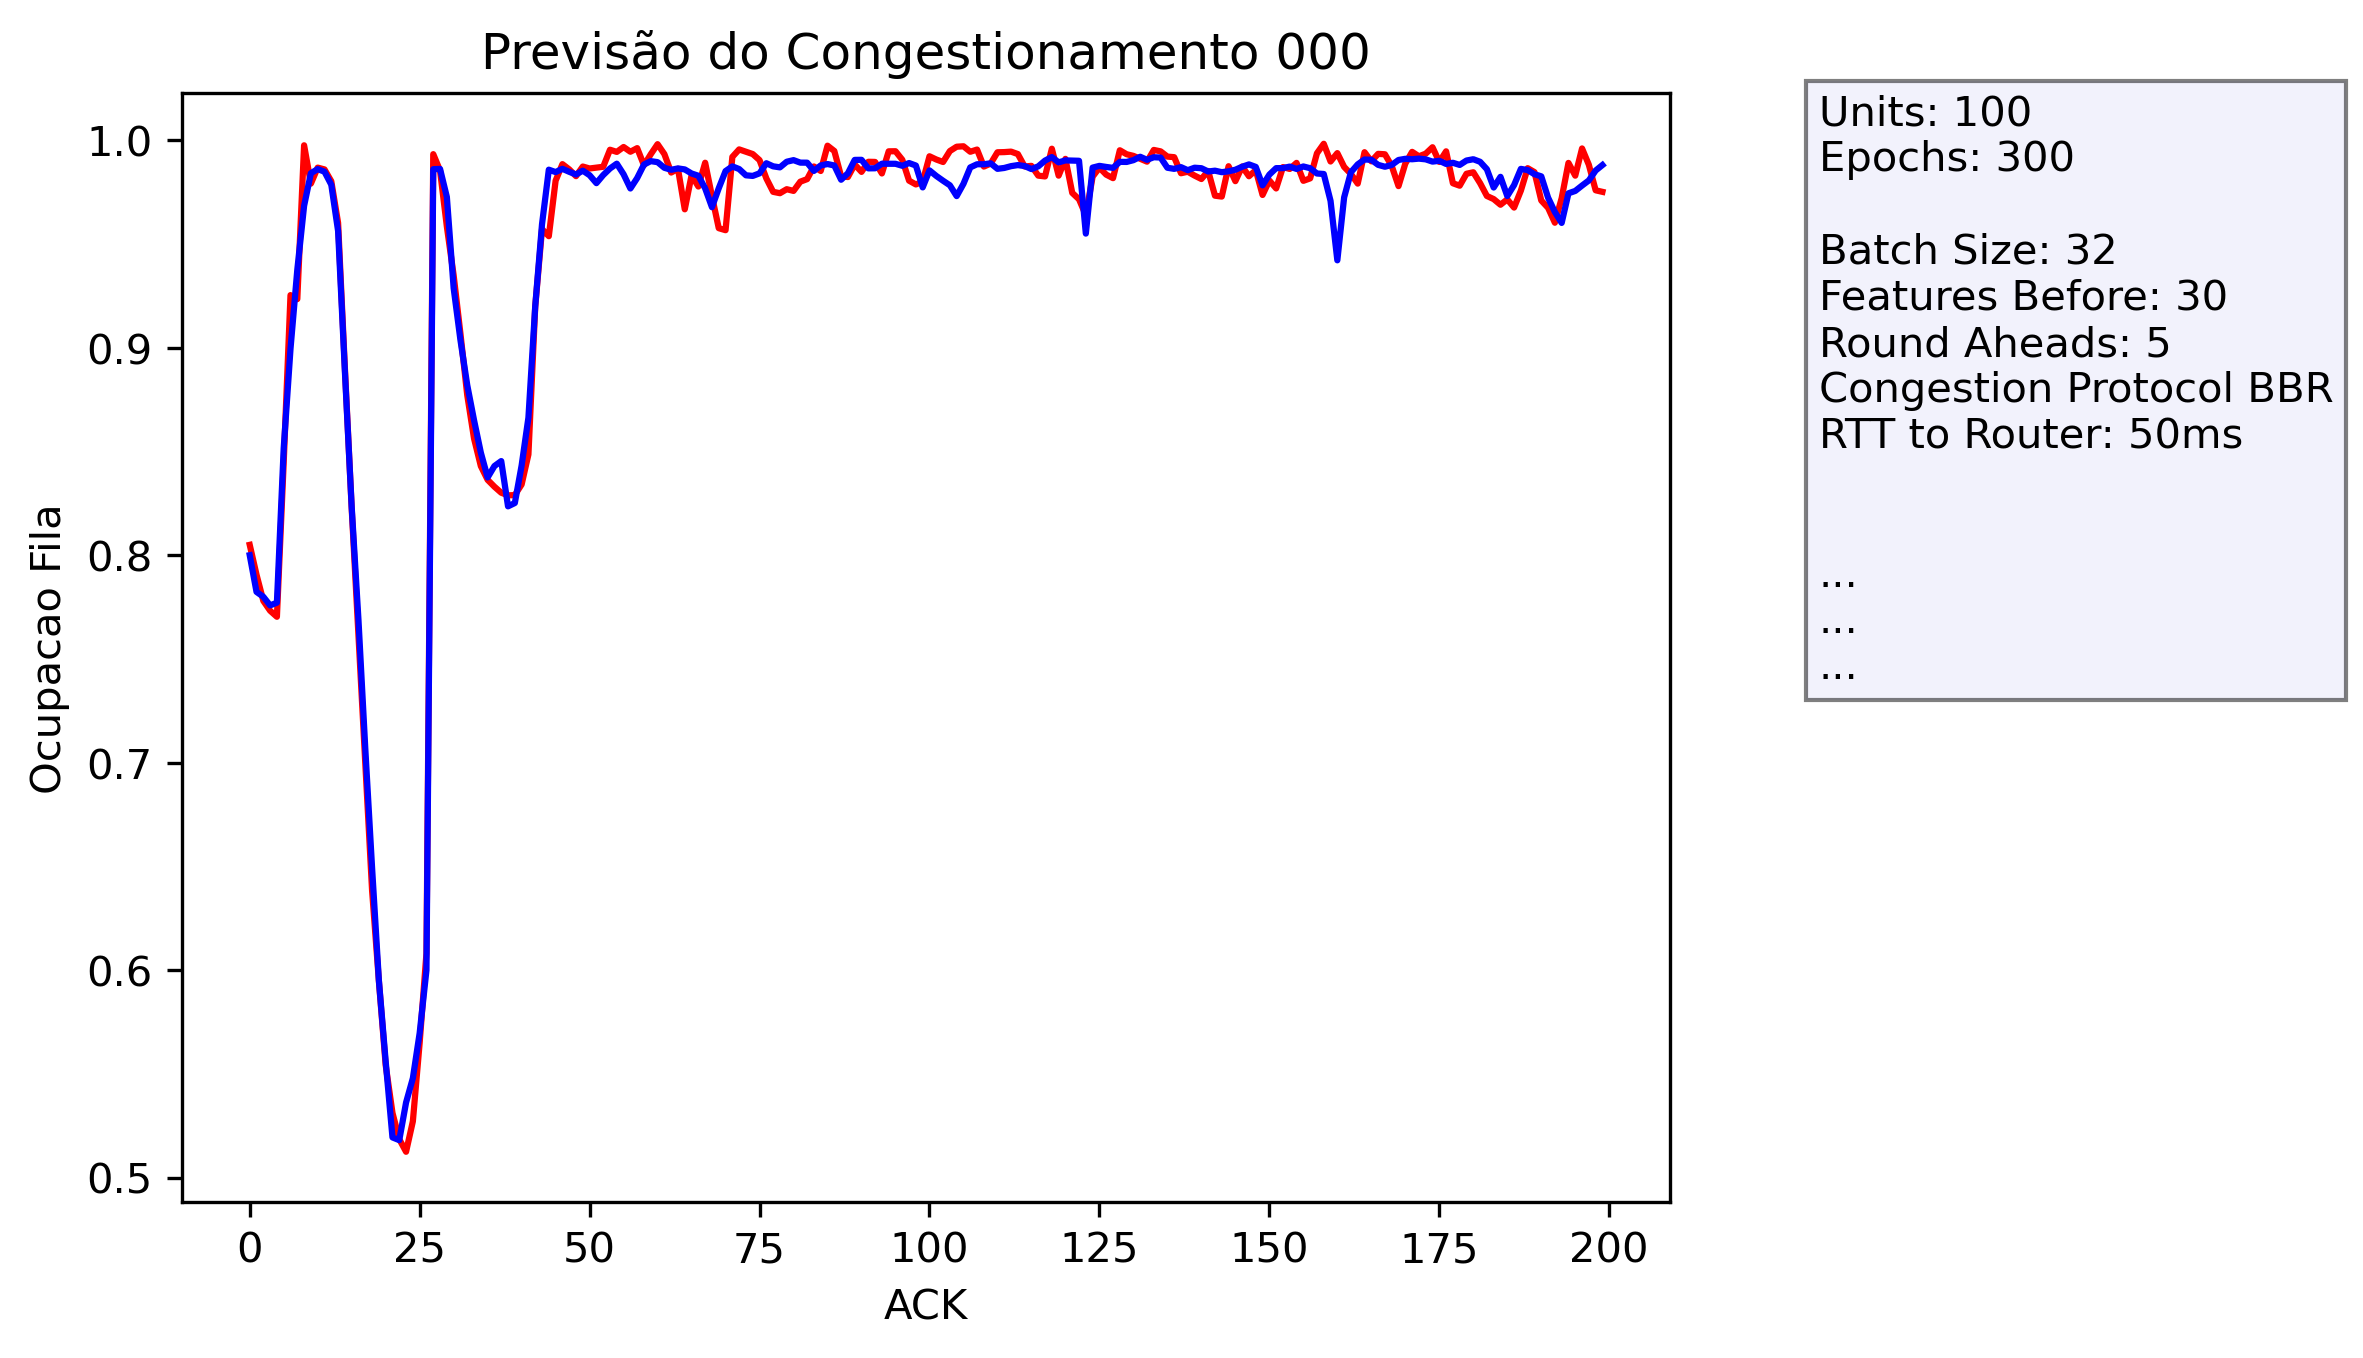 Previsão do Congestionamento 000
Units: 100
Epochs: 300
Batch Size: 32
Features Before: 30
Round Aheads: 5
Congestion Protocol BBR
RTT to Router: 50ms
...
...
...
Ocupacao Fila
1.0
0.9
0.8
0.7
0.6
0.5
0 25 50 75 100 125 150 175 200
ACK